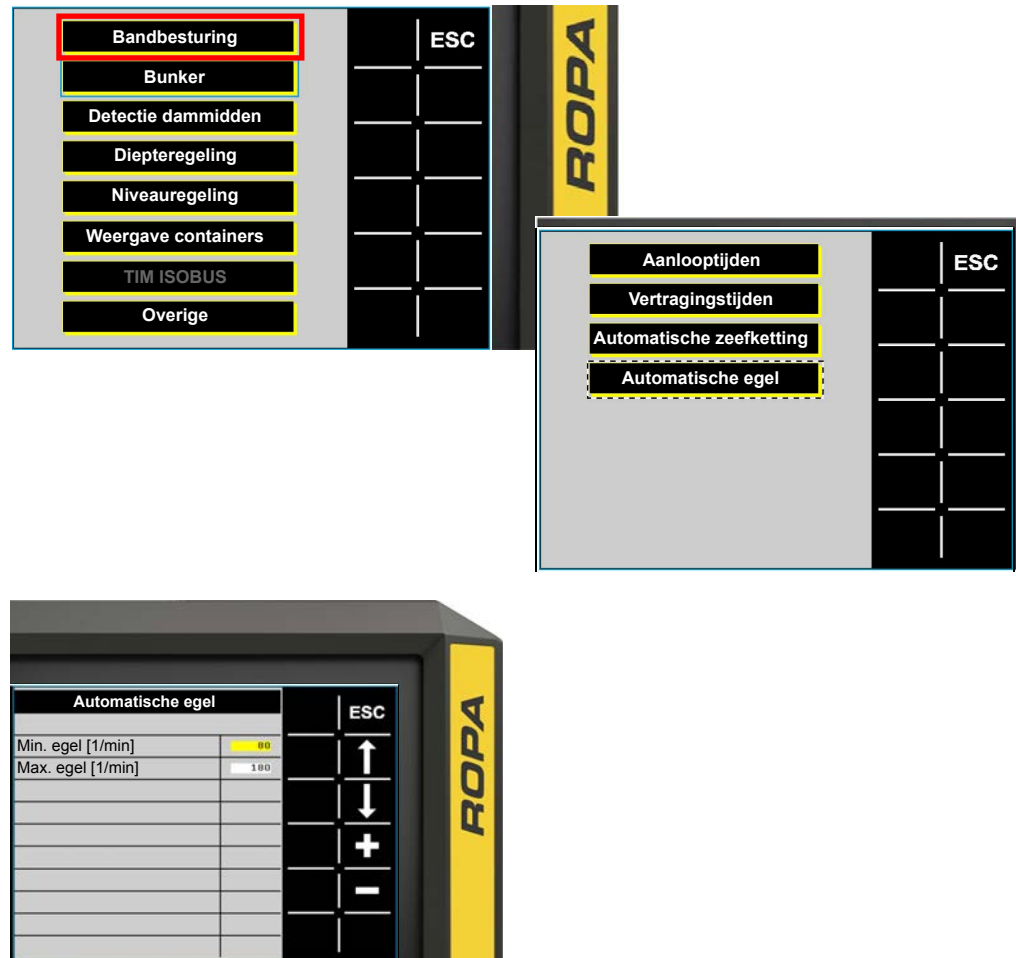 Bandbesturing
ESC
Bunker
Detectie dammidden
Diepteregeling
Niveauregeling
Weergave containers
TIM ISOBUS
Overige
ROPA
Aanlooptijden
ESC
Vertragingstijden
Automatische zeefketting
Automatische egel
Automatische egel
ESC
Min. egel [1/min] 80
Max. egel [1/min] 180
ROPA